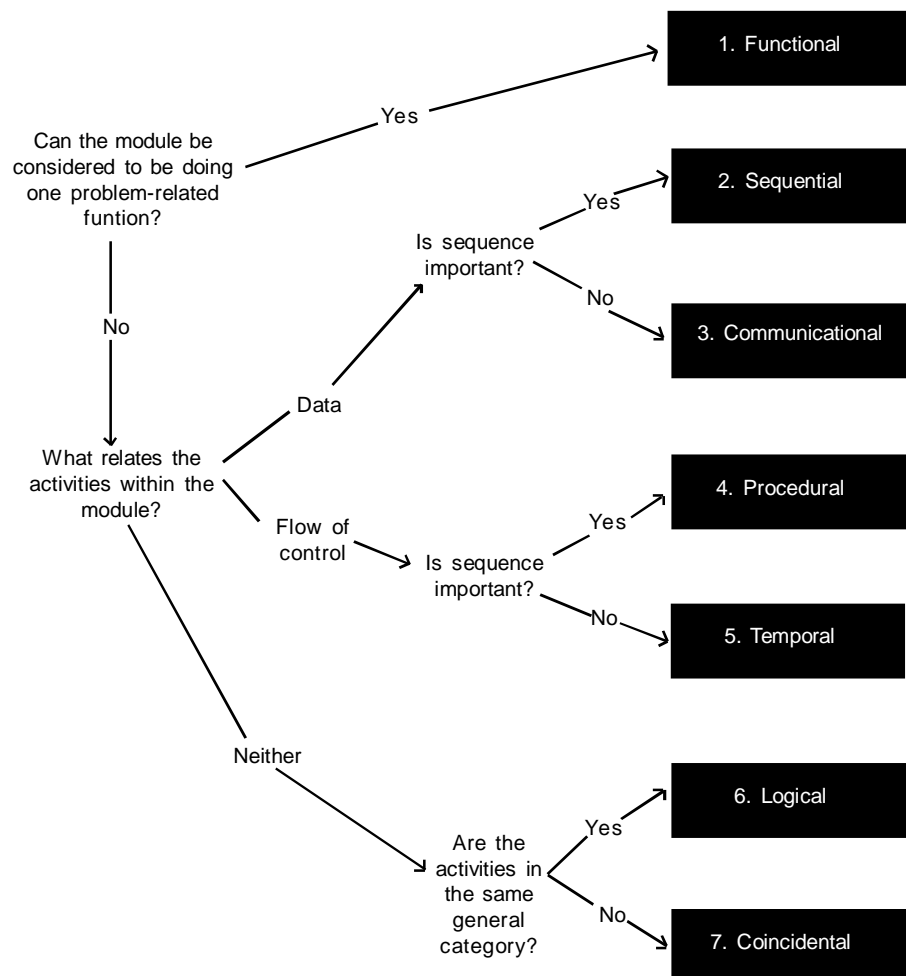 1. Functional
Yes
Can the module be
considered to be doing
one problem-related
funtion?
2. Sequential
Yes
Is sequence
important?
No
3. Communicational
No
Data
What relates the
activities within the
module?
4. Procedural
Yes
Flow of
control
Is sequence
important?
No
5. Temporal
Neither
6. Logical
Yes
Are the
activities in
the same
general
category?
No
7. Coincidental